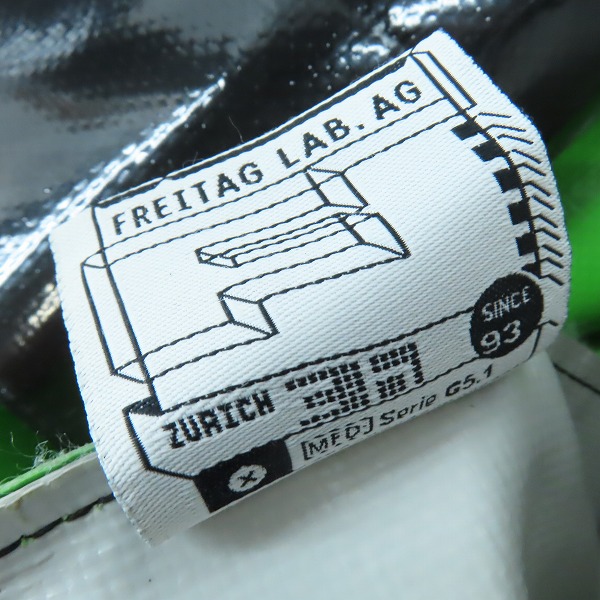 FREITAG LAB. AG
SINCE
93
ZURICH
[MED] Serie G5.1